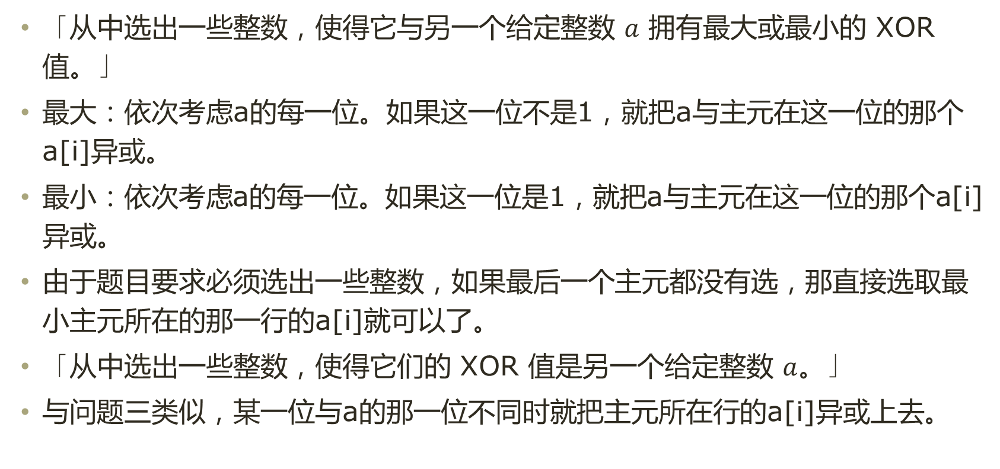 • 「从中选出一些整数，使得它与另一个给定整数 a 拥有最大或最小的 XOR
值。」
• 最大：依次考虑a的每一位。如果这一位不是1，就把a与主元在这一位的那个
a[i]异或。
• 最小：依次考虑a的每一位。如果这一位是1，就把a与主元在这一位的那个a[i]
异或。
• 由于题目要求必须选出一些整数，如果最后一个主元都没有选，那直接选取最
小主元所在的那一行的a[i]就可以了。
• 「从中选出一些整数，使得它们的 XOR 值是另一个给定整数 a。」
• 与问题三类似，某一位与a的那一位不同时就把主元所在行的a[i]异或上去。